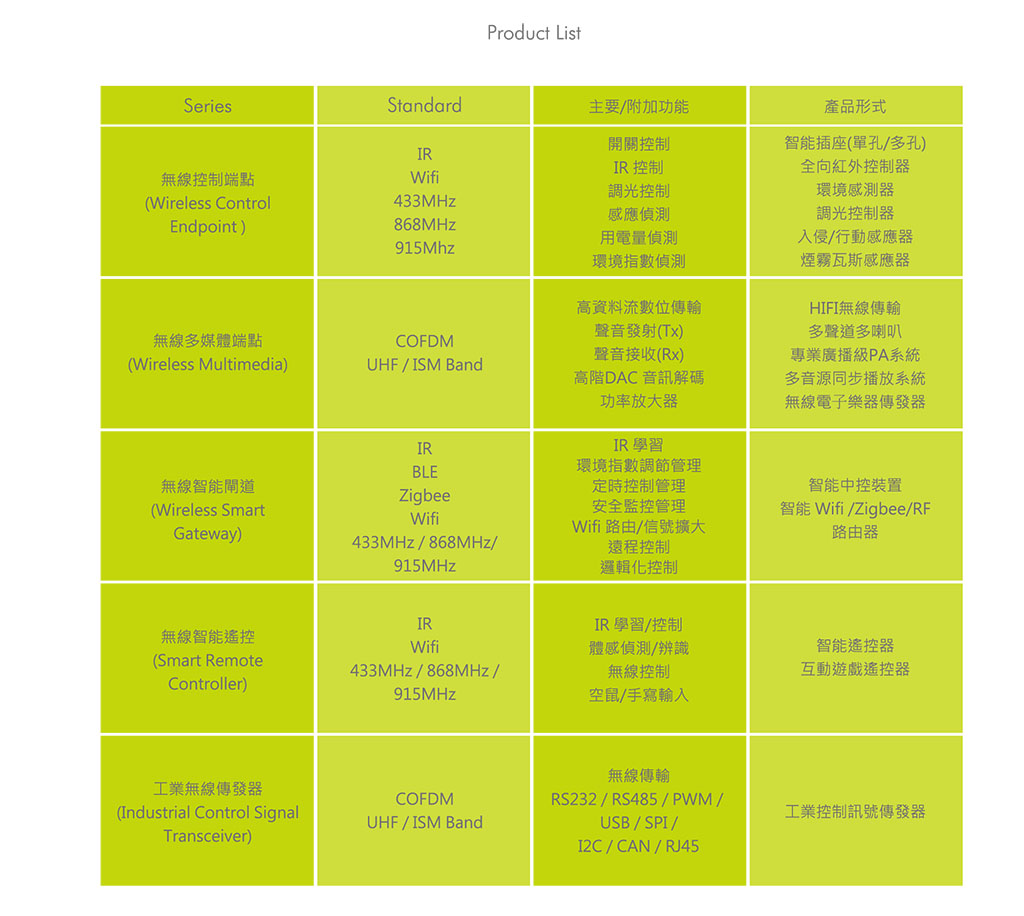 Product List
Series
Standard
主要/附加功能
產品形式
無線控制端點
(Wireless Control
Endpoint )
IR
Wifi
433MHz
868MHz
915Mhz
開關控制
IR 控制
調光控制
感應偵測
用電量偵測
環境指數偵測
智能插座(單孔/多孔)
全向紅外控制器
環境感測器
調光控制器
入侵/行動感應器
煙霧瓦斯感應器
無線多媒體端點
(Wireless Multimedia)
COFDM
UHF / ISM Band
高資料流數位傳輸
聲音發射(Tx)
聲音接收(Rx)
高階DAC 音訊解碼
功率放大器
HIFI無線傳輸
多聲道多喇叭
專業廣播級PA系統
多音源同步播放系統
無線電子樂器傳發器
無線智能閘道
(Wireless Smart
Gateway)
IR
BLE
Zigbee
Wifi
433MHz / 868MHz/
915MHz
IR 學習
環境指數調節管理
定時控制管理
安全監控管理
Wifi 路由/信號擴大
遠程控制
邏輯化控制
智能中控裝置
智能 Wifi /Zigbee/RF
路由器
無線智能遙控
(Smart Remote
Controller)
IR
Wifi
433MHz / 868MHz /
915MHz
IR 學習/控制
體感偵測/辨識
無線控制
空鼠/手寫輸入
智能遙控器
互動遊戲遙控器
工業無線傳發器
(Industrial Control Signal
Transceiver)
COFDM
UHF / ISM Band
無線傳輸
RS232 / RS485 / PWM /
USB / SPI /
I2C / CAN / RJ45
工業控制訊號傳發器